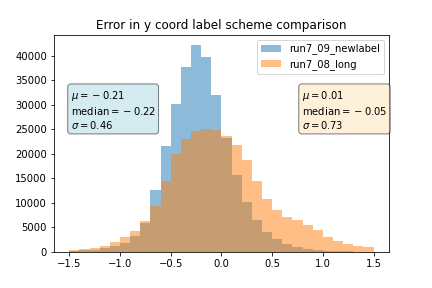 Error in y coord label scheme comparison
run7_09_newlabel
run7_08_long
μ = −0.21
median = −0.22
σ = 0.46
μ = 0.01
median = −0.05
σ = 0.73
40000
35000
30000
25000
20000
15000
10000
5000
0
−1.5 −1.0 −0.5 0.0 0.5 1.0 1.5